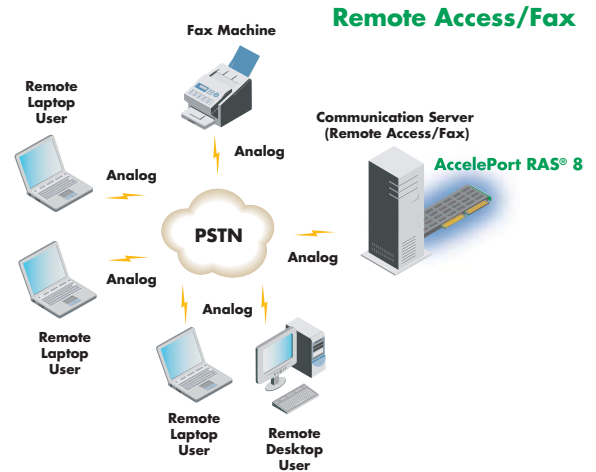 Remote Access/Fax
Fax Machine
Remote
Laptop
User
Communication Server
(Remote Access/Fax)
Analog
AccelePort RAS® 8
Analog
PSTN
Analog
Analog
Analog
Remote
Laptop
User
Remote
Laptop
User
Remote
Desktop
User